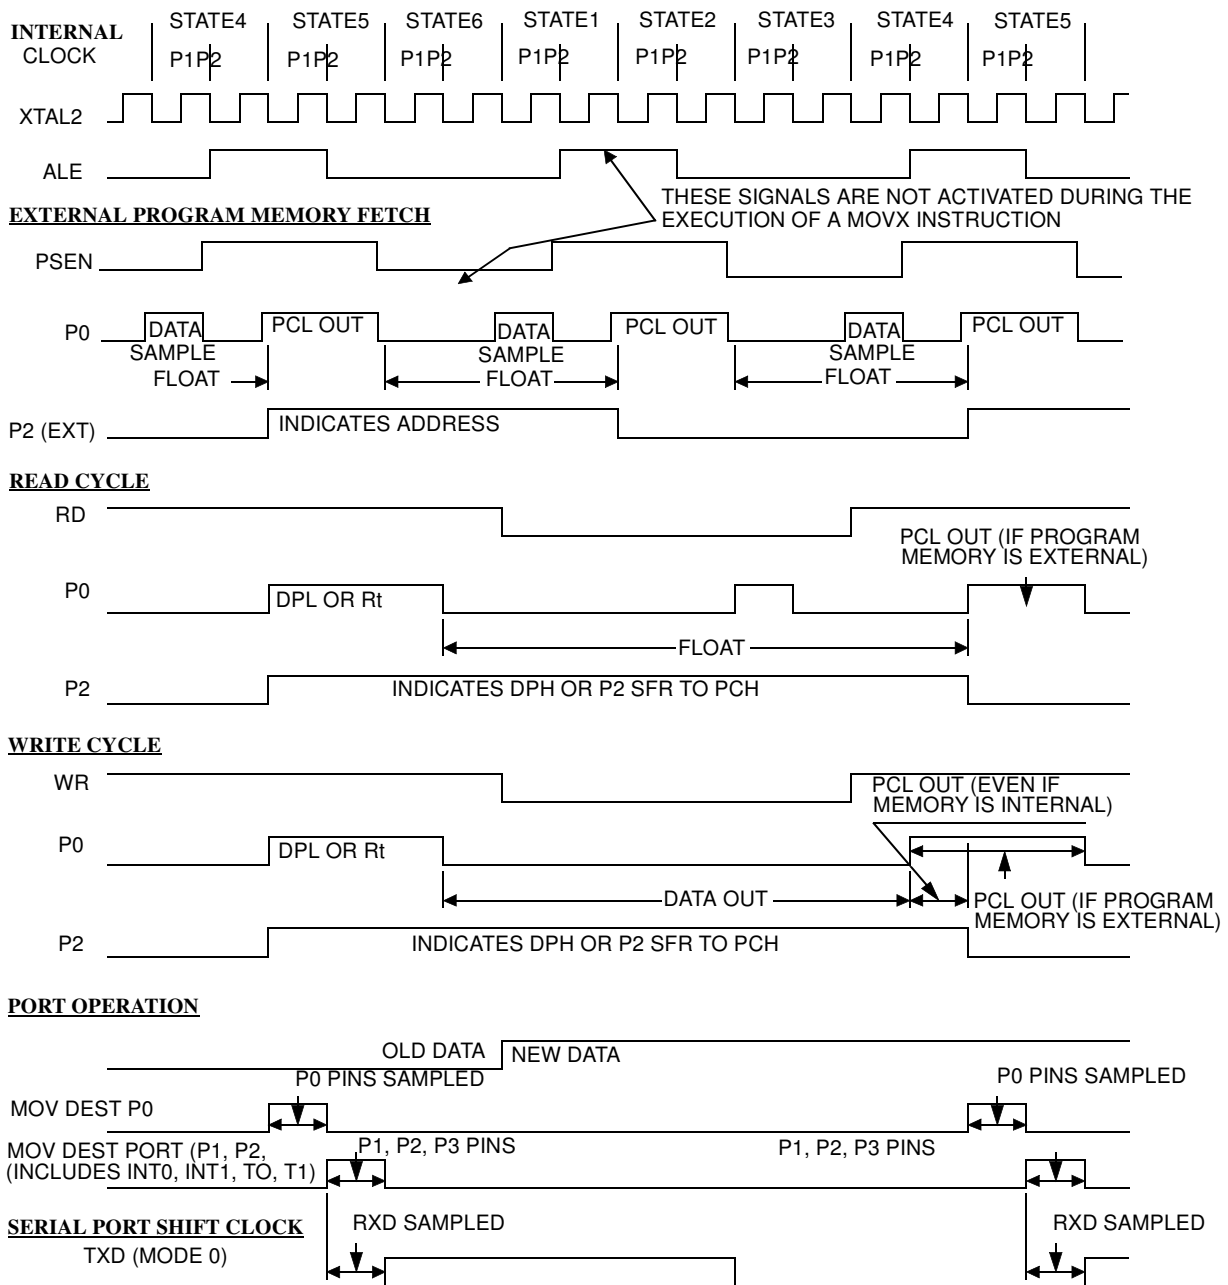 INTERNAL CLOCK
STATE4 STATE5 STATE6 STATE1 STATE2 STATE3 STATE4 STATE5
P1P2 P1P2 P1P2 P1P2 P1P2 P1P2 P1P2 P1P2
XTAL2
ALE
THESE SIGNALS ARE NOT ACTIVATED DURING THE
EXECUTION OF A MOVX INSTRUCTION
EXTERNAL PROGRAM MEMORY FETCH
PSEN
P0
DATA PCL OUT DATA PCL OUT DATA PCL OUT
SAMPLE SAMPLE SAMPLE
FLOAT FLOAT FLOAT
P2 (EXT)
INDICATES ADDRESS
READ CYCLE
RD
PCL OUT (IF PROGRAM
MEMORY IS EXTERNAL)
P0
DPL OR Rt
FLOAT
P2
INDICATES DPH OR P2 SFR TO PCH
WRITE CYCLE
WR
PCL OUT (EVEN IF
MEMORY IS INTERNAL)
P0
DPL OR Rt
DATA OUT
PCL OUT (IF PROGRAM
MEMORY IS EXTERNAL)
P2
INDICATES DPH OR P2 SFR TO PCH
PORT OPERATION
OLD DATA NEW DATA
P0 PINS SAMPLED P0 PINS SAMPLED
MOV DEST P0
MOV DEST PORT (P1, P2,
(INCLUDES INT0, INT1, TO, T1)
P1, P2, P3 PINS P1, P2, P3 PINS
SERIAL PORT SHIFT CLOCK
RXD SAMPLED RXD SAMPLED
TXD (MODE 0)